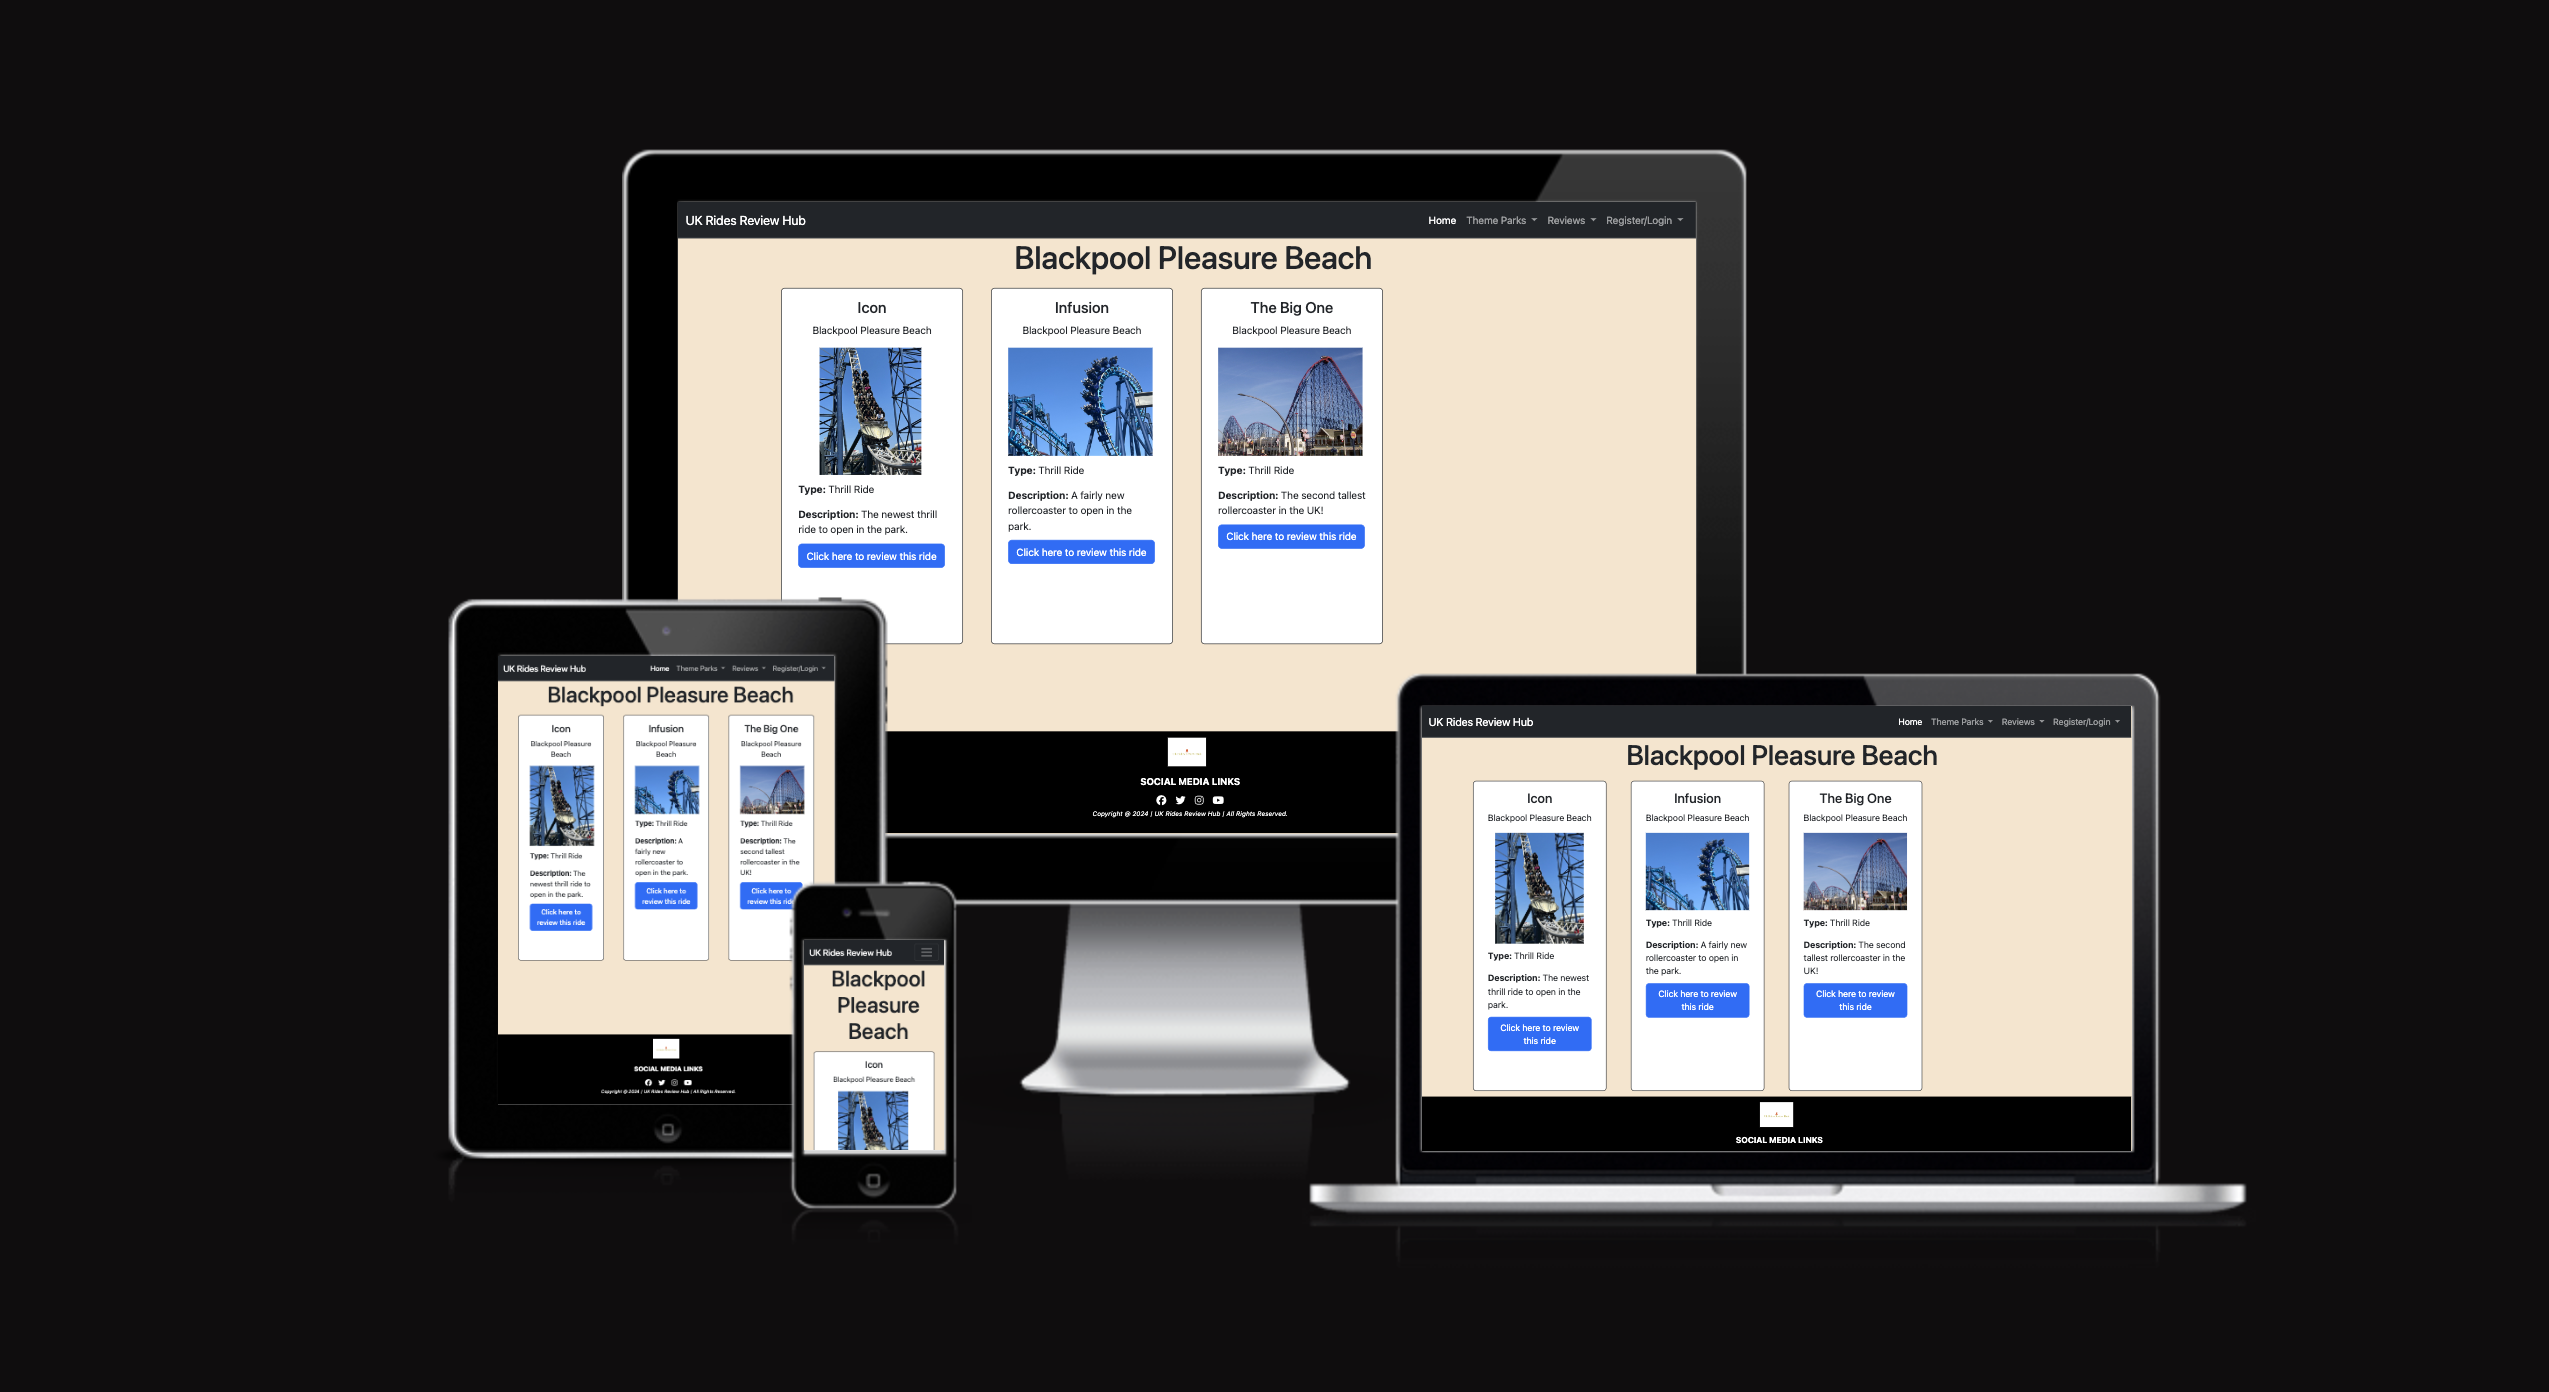 UK Rides Review Hub
Home Theme Parks Reviews Register/Login
Blackpool Pleasure Beach
Icon
Blackpool Pleasure Beach
Type: Thrill Ride
Description: The newest thrill
ride to open in the park.
Click here to review this ride
Infusion
Blackpool Pleasure Beach
Type: Thrill Ride
Description: A fairly new
rollercoaster to open in the
park.
Click here to review this ride
The Big One
Blackpool Pleasure Beach
Type: Thrill Ride
Description: The second tallest
rollercoaster in the UK!
Click here to review this ride
SOCIAL MEDIA LINKS
Copyright @ 2024 | UK Rides Review Hub | All Rights Reserved.
UK Rides Review Hub
Home Theme Parks Reviews Register/Login
Blackpool Pleasure Beach
Icon
Blackpool Pleasure
Beach
Type: Thrill Ride
Description: The
newest thrill ride to
open in the park.
Click here to
review this ride
Infusion
Blackpool Pleasure
Beach
Type: Thrill Ride
Description: A
fairly new
rollercoaster to
open in the park.
Click here to
review this ride
The Big One
Blackpool Pleasure
Beach
Type: Thrill Ride
Description: The
second tallest
rollercoaster in the
UK!
Click here to
review this ride
SOCIAL MEDIA LINKS
Copyright @ 2024 | UK Rides Review Hub | All Rights Reserved.
UK Rides Review Hub
Blackpool
Pleasure
Beach
Icon
Blackpool Pleasure Beach
UK Rides Review Hub
Home Theme Parks Reviews Register/Login
Blackpool Pleasure Beach
Icon
Blackpool Pleasure Beach
Type: Thrill Ride
Description: The newest
thrill ride to open in the
park.
Click here to review
this ride
Infusion
Blackpool Pleasure Beach
Type: Thrill Ride
Description: A fairly new
rollercoaster to open in
the park.
Click here to review
this ride
The Big One
Blackpool Pleasure Beach
Type: Thrill Ride
Description: The second
tallest rollercoaster in the
UK!
Click here to review
this ride
SOCIAL MEDIA LINKS